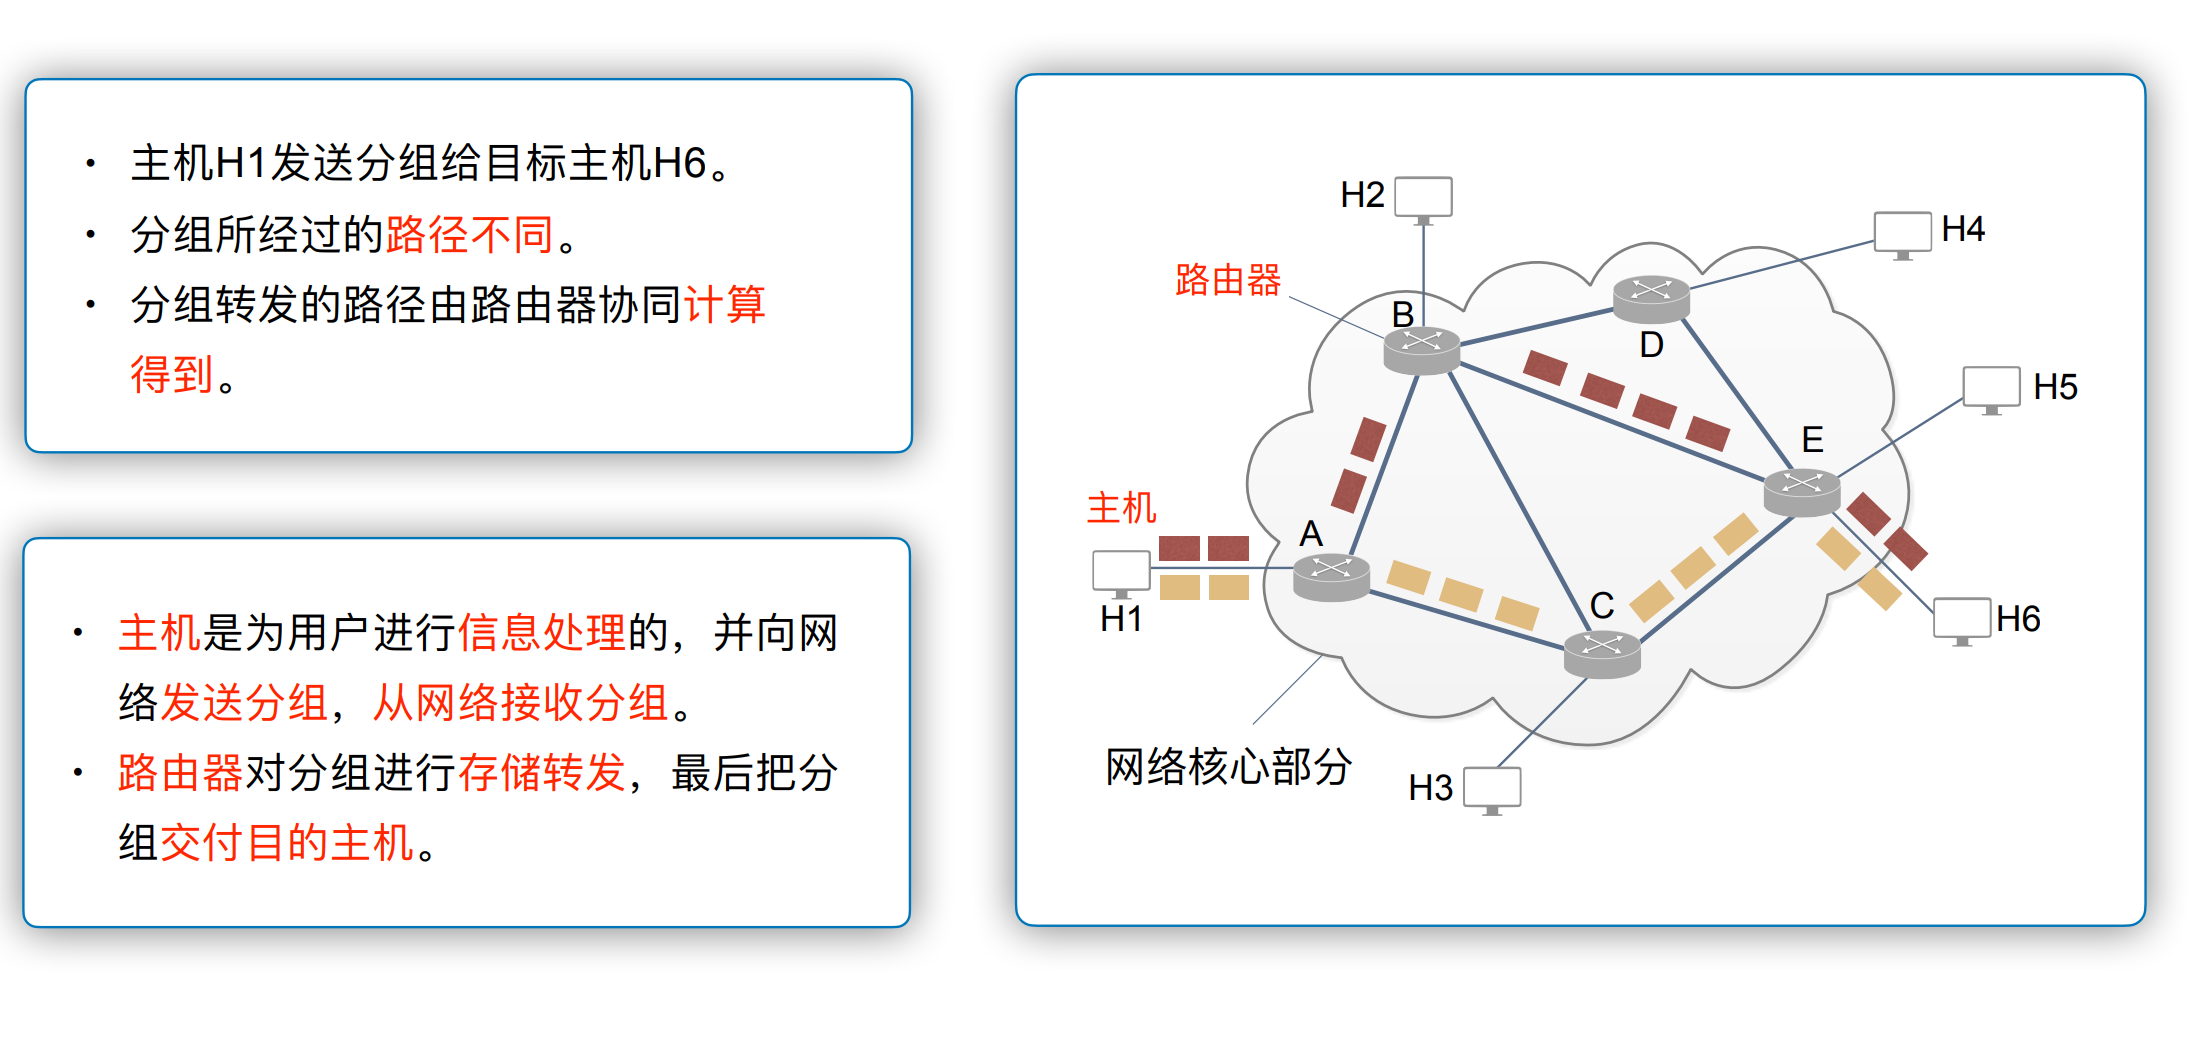 · 主机H1发送分组给目标主机H6。
· 分组所经过的路径不同。
· 分组转发的路径由路由器协同计算
得到。
· 主机是为用户进行信息处理的，并向网
络发送分组，从网络接收分组。
· 路由器对分组进行存储转发，最后把分
组交付目的主机。
H2
H4
路由器
B
D
H5
E
主机
A
C
H1
H6
网络核心部分
H3